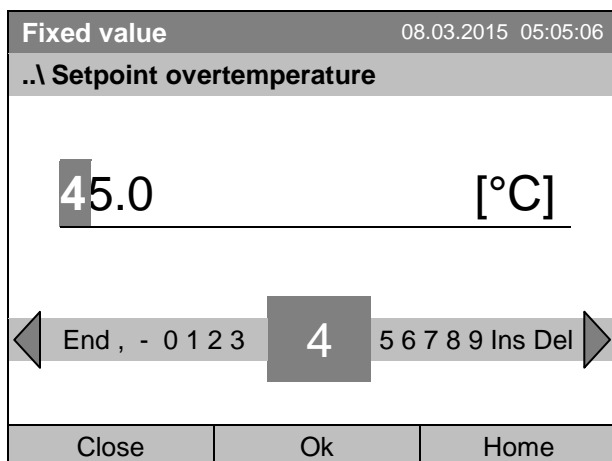 Fixed value 08.03.2015 05:05:06
..\ Setpoint overtemperature
45.0 [°C]
End , - 0 1 2 3 4 5 6 7 8 9 Ins Del
Close Ok Home